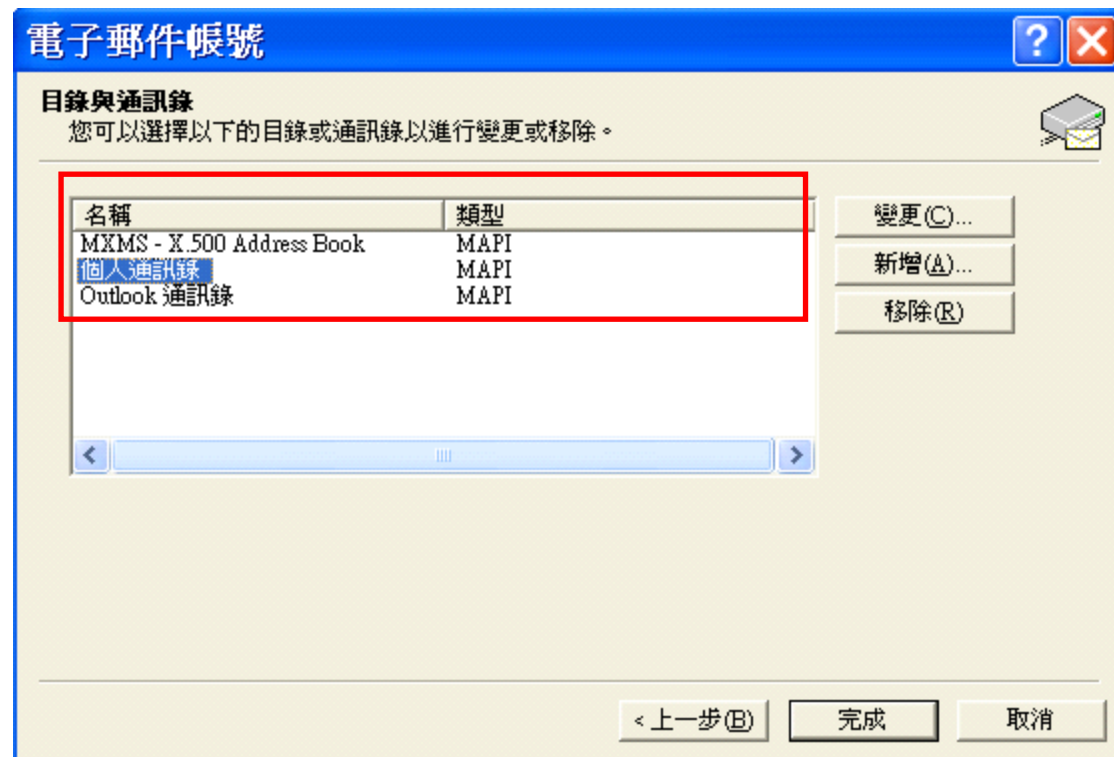 電子郵件帳號
目錄與通訊錄
您可以選擇以下的目錄或通訊錄以進行變更或移除。
名稱 類型
MXMS - X.500 Address Book MAPI
個人通訊錄 MAPI
Outlook 通訊錄 MAPI
變更(C)...
新增(A)...
移除(R)
<上一步(B) 完成 取消